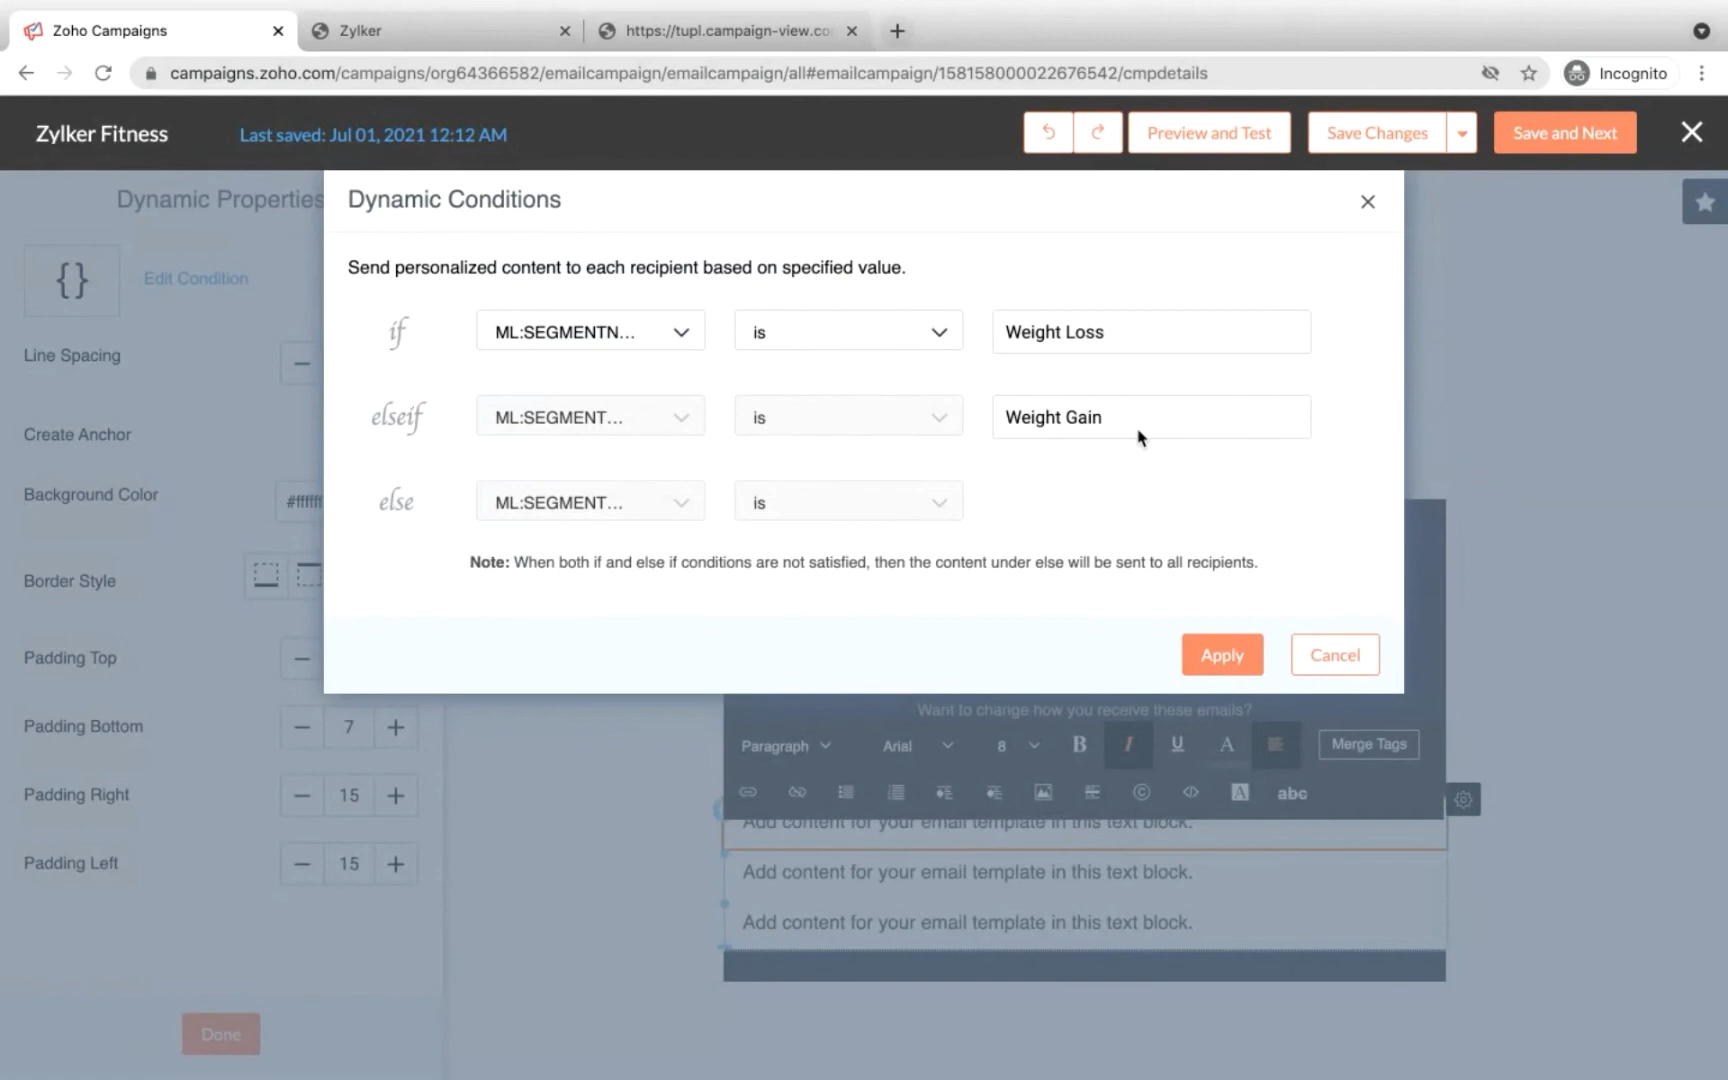 Zoho Campaigns
Zylker
https://tupl.campaign-view.co
campaigns.zoho.com/campaigns/org64366582/emailcampaign/emailcampaign/all#emailcampaign/158158000022676542/cmpdetails
Incognito
Zylker Fitness
Last saved: Jul 01, 2021 12:12 AM
Preview and Test
Save Changes
Save and Next
Dynamic Properties
Dynamic Conditions
{}
Edit Condition
Send personalized content to each recipient based on specified value.
if
ML:SEGMENTN...
is
Weight Loss
Line Spacing
elseif
ML:SEGMENT...
is
Weight Gain
Create Anchor
Background Color
#ffffff
else
ML:SEGMENT...
is
Note: When both if and else if conditions are not satisfied, then the content under else will be sent to all recipients.
Border Style
Padding Top
Apply
Cancel
Padding Bottom
7
Want to change how you receive these emails?
Paragraph
Arial
8
B
I
U
A
Merge Tags
Padding Right
15
A
abc
Add content for your email template in this text block.
Padding Left
15
Add content for your email template in this text block.
Add content for your email template in this text block.
Done